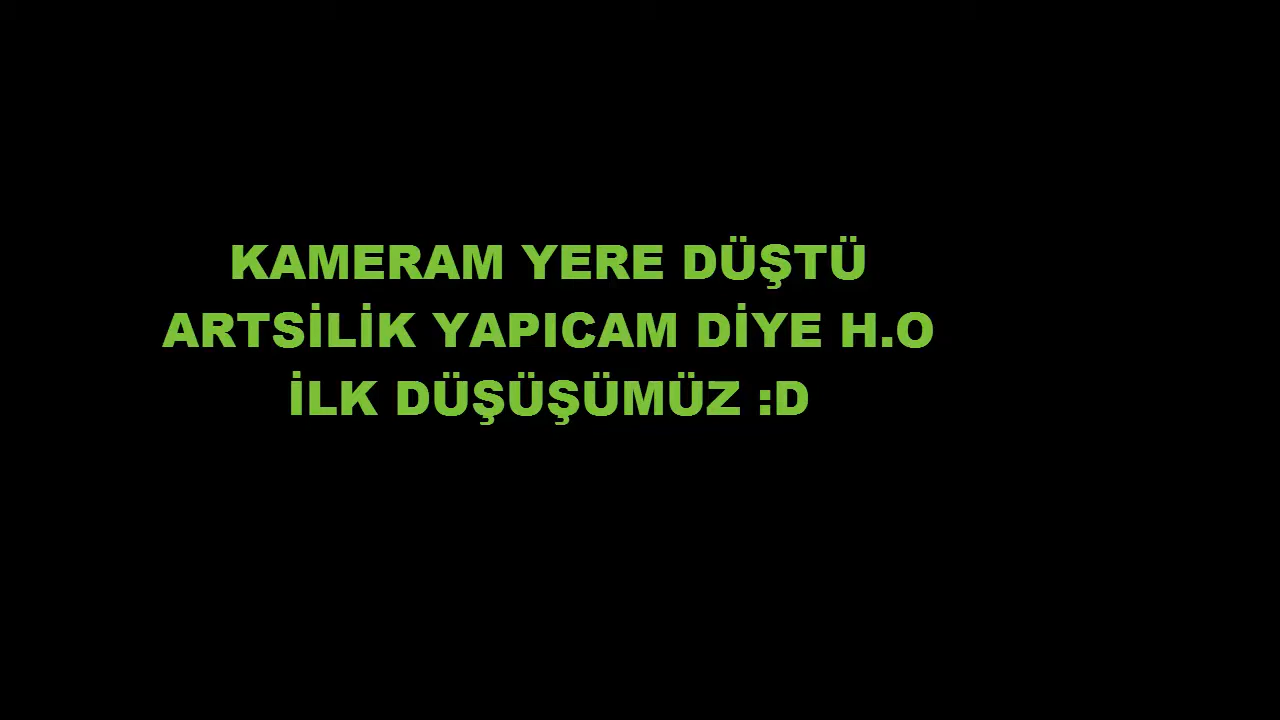 KAMERAM YERE DÜŞTÜ
ARTSİLİK YAPICAM DİYE H.O
İLK DÜŞÜŞÜMÜZ :D